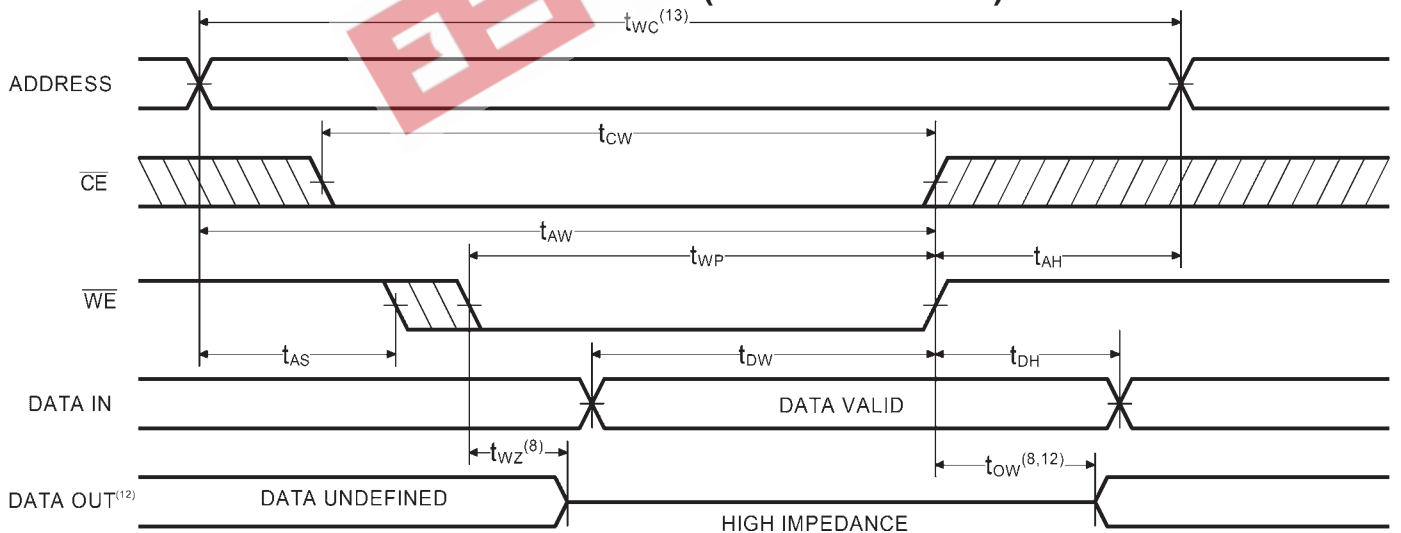 tWC(13)
ADDRESS
tCW
CE
tAW
tWP
tAH
WE
tAS
tDW
tDH
DATA IN
DATA VALID
tWZ(8)
tOW(8,12)
DATA OUT(12)
DATA UNDEFINED
HIGH IMPEDANCE